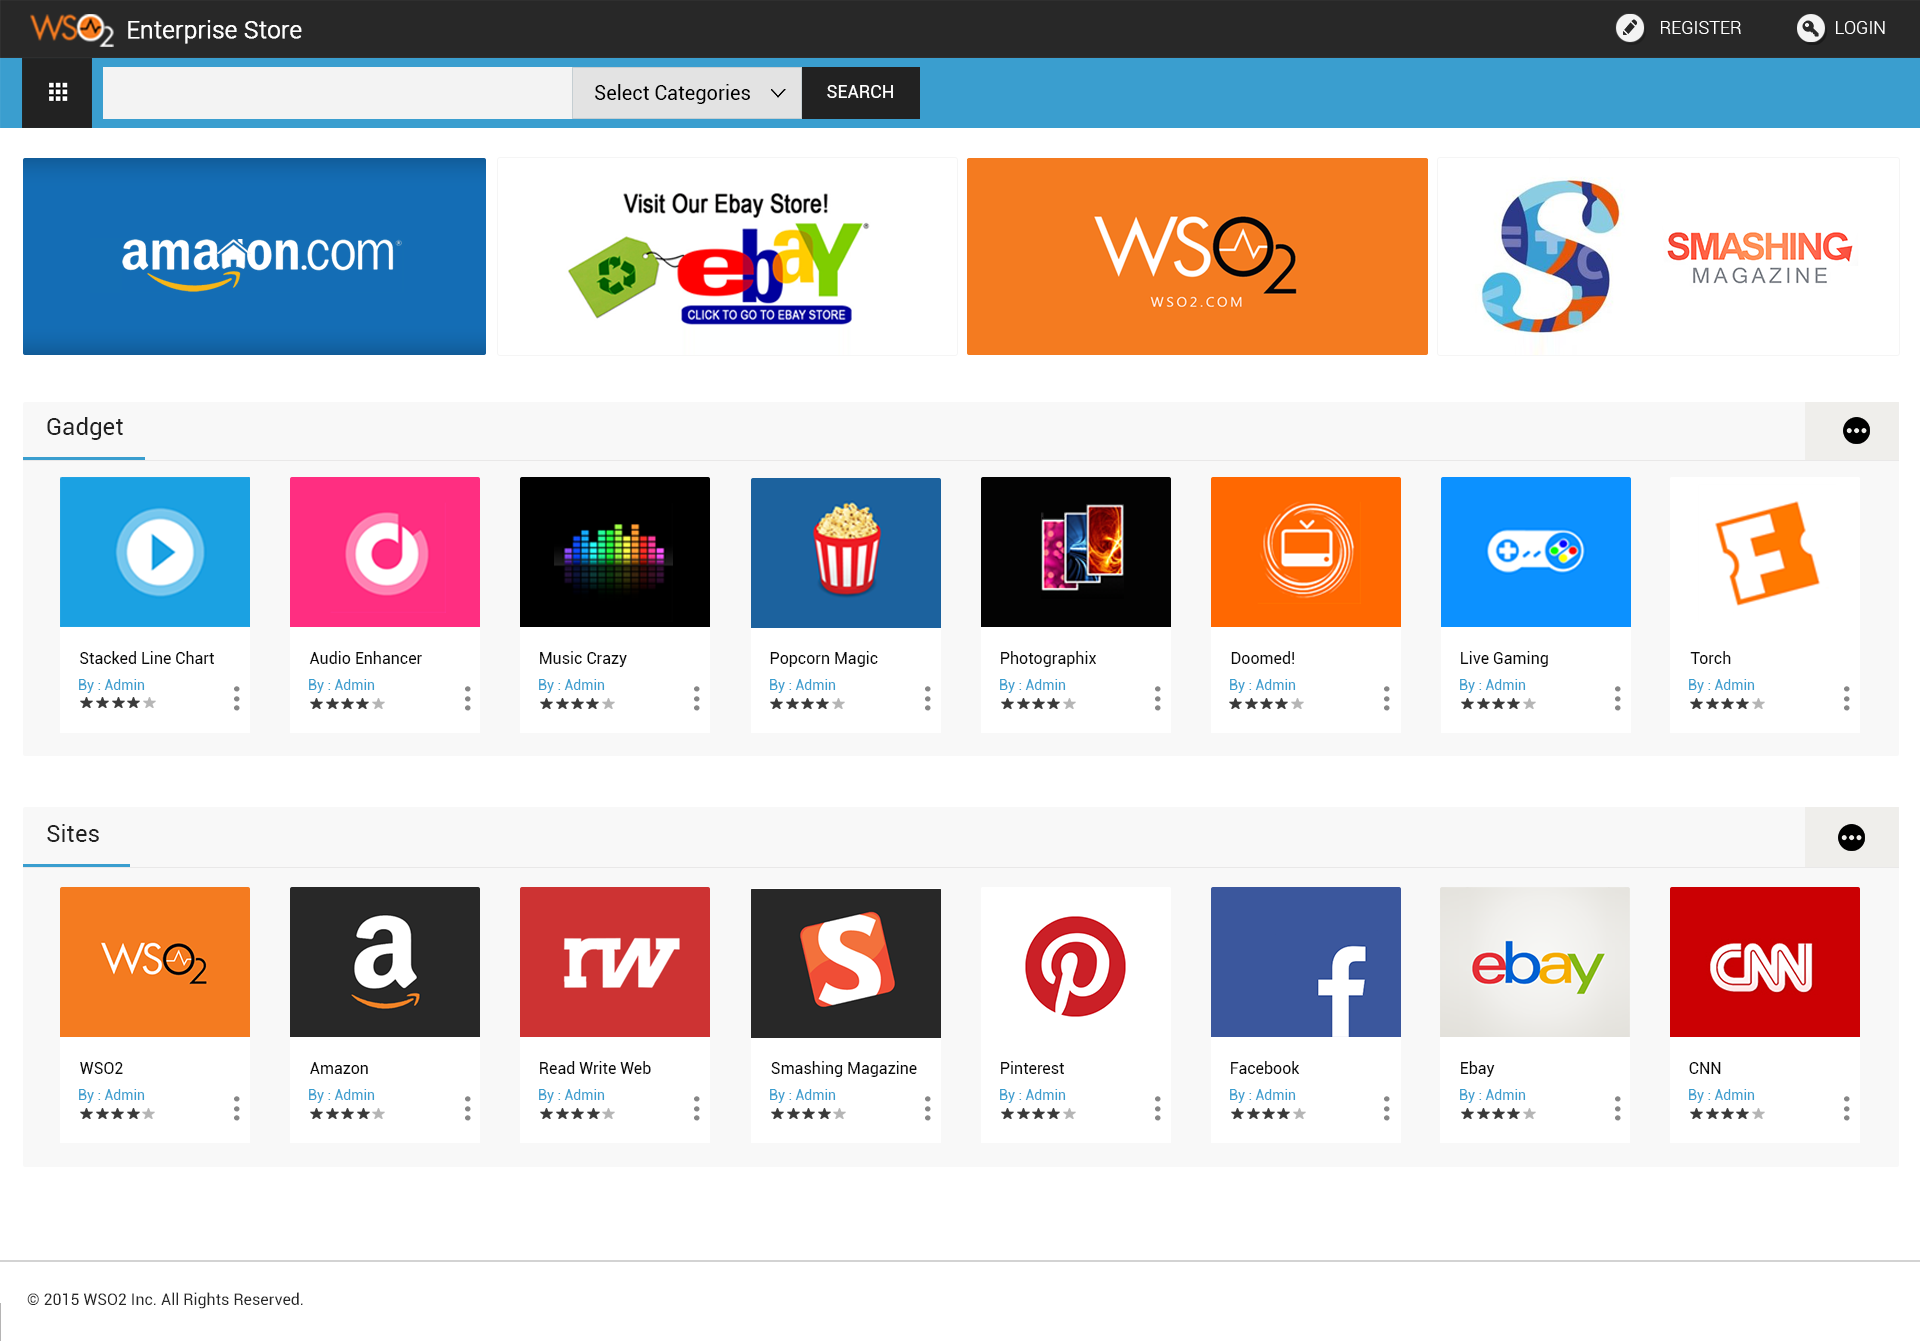 WSO2 Enterprise Store
REGISTER
LOGIN
Select Categories
SEARCH
amazon.com
Visit Our Ebay Store!
ebaY®
CLICK TO GO TO EBAY STORE
WSO2
WSO2.COM
S
SMASHING
MAGAZINE
Gadget
F
Stacked Line Chart
By : Admin
Audio Enhancer
By : Admin
Music Crazy
By : Admin
Popcorn Magic
By : Admin
Photographix
By : Admin
Doomed!
By : Admin
Live Gaming
By : Admin
Torch
By : Admin
Sites
WSO2
a
rw
S
P
f
ebay
CNN
WSO2
By : Admin
Amazon
By : Admin
Read Write Web
By : Admin
Smashing Magazine
By : Admin
Pinterest
By : Admin
Facebook
By : Admin
Ebay
By : Admin
CNN
By : Admin
© 2015 WSO2 Inc. All Rights Reserved.